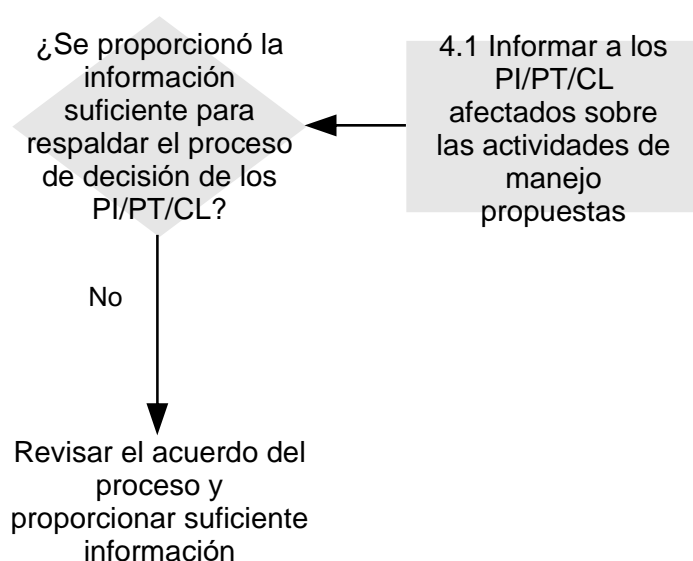 ¿Se proporcionó la
información
suficiente para
respaldar el proceso
de decisión de los
PI/PT/CL?
4.1 Informar a los
PI/PT/CL
afectados sobre
las actividades de
manejo
propuestas
No
Revisar el acuerdo del
proceso y
proporcionar suficiente
información